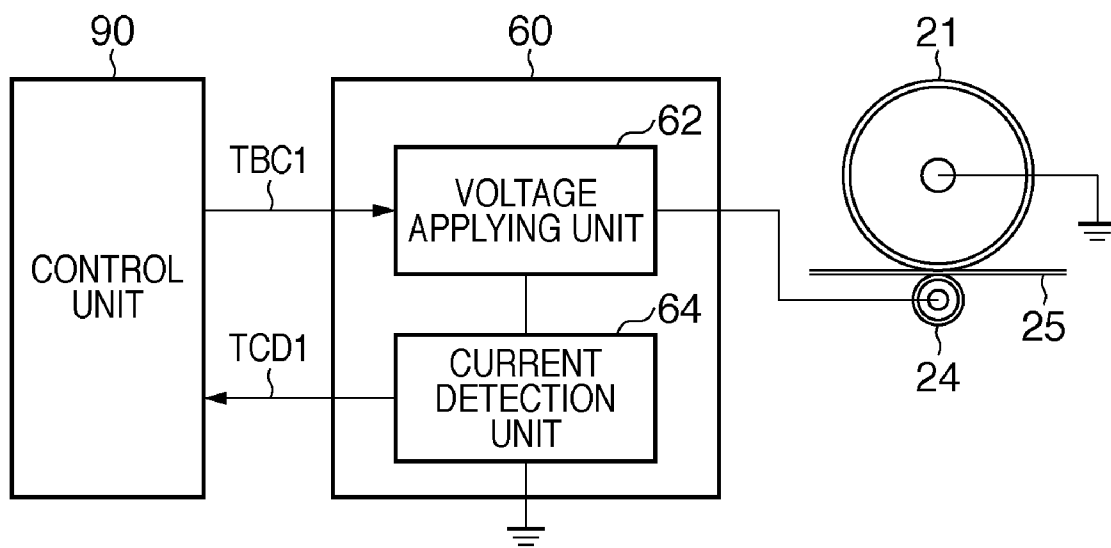 90
60
21
62
TBC1
VOLTAGE
APPLYING UNIT
CONTROL
UNIT
64
TCD1
CURRENT
DETECTION
UNIT
25
24